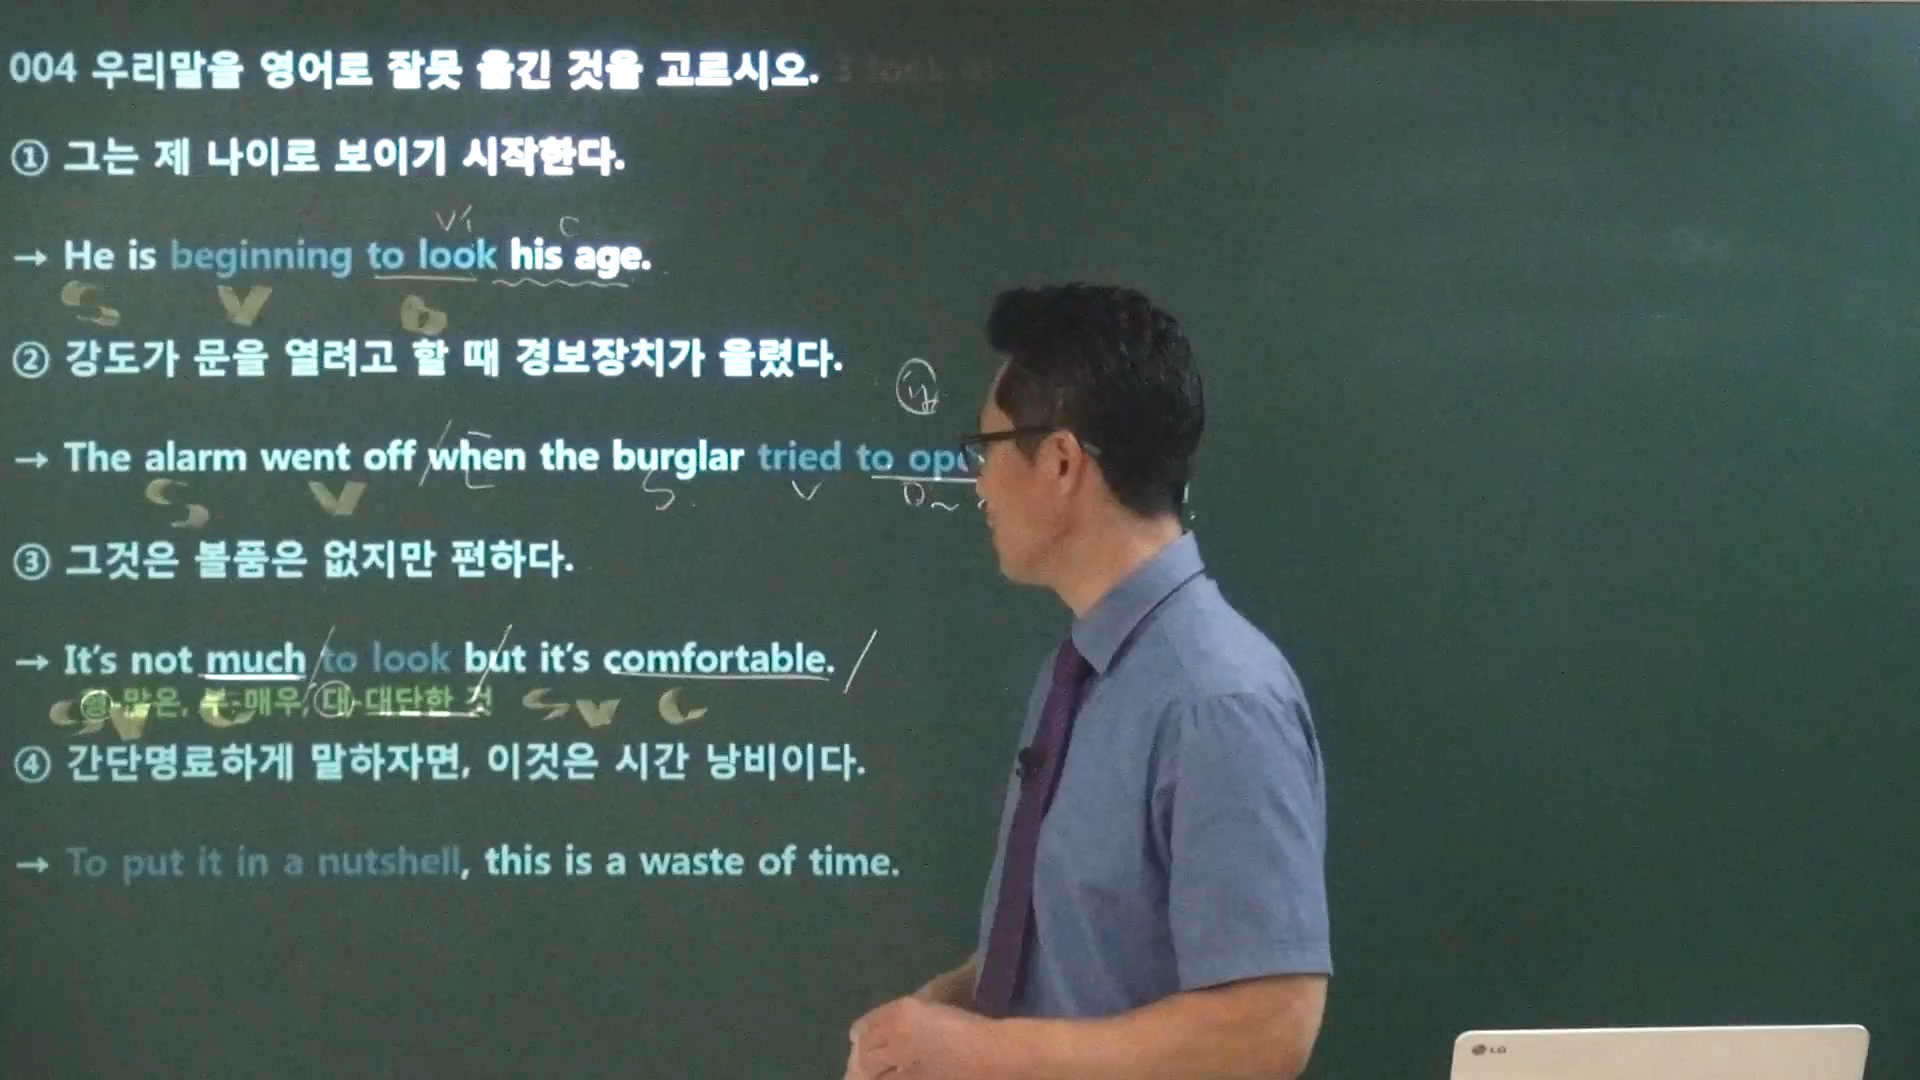 004 우리말을 영어로 잘못 옮긴 것을 고르시오.
① 그는 제 나이로 보이기 시작한다.
Vi C
→ He is beginning to look his age.
S V O
② 강도가 문을 열려고 할 때 경보장치가 울렸다.
→ The alarm went off when the burglar tried to ope
S V S V O~
③ 그것은 볼품은 없지만 편하다.
→ It's not much to look but it's comfortable.
형-많은, 부-매우, 대-대단한 것
S V C S V C
④ 간단명료하게 말하자면, 이것은 시간 낭비이다.
→ To put it in a nutshell, this is a waste of time.
LG